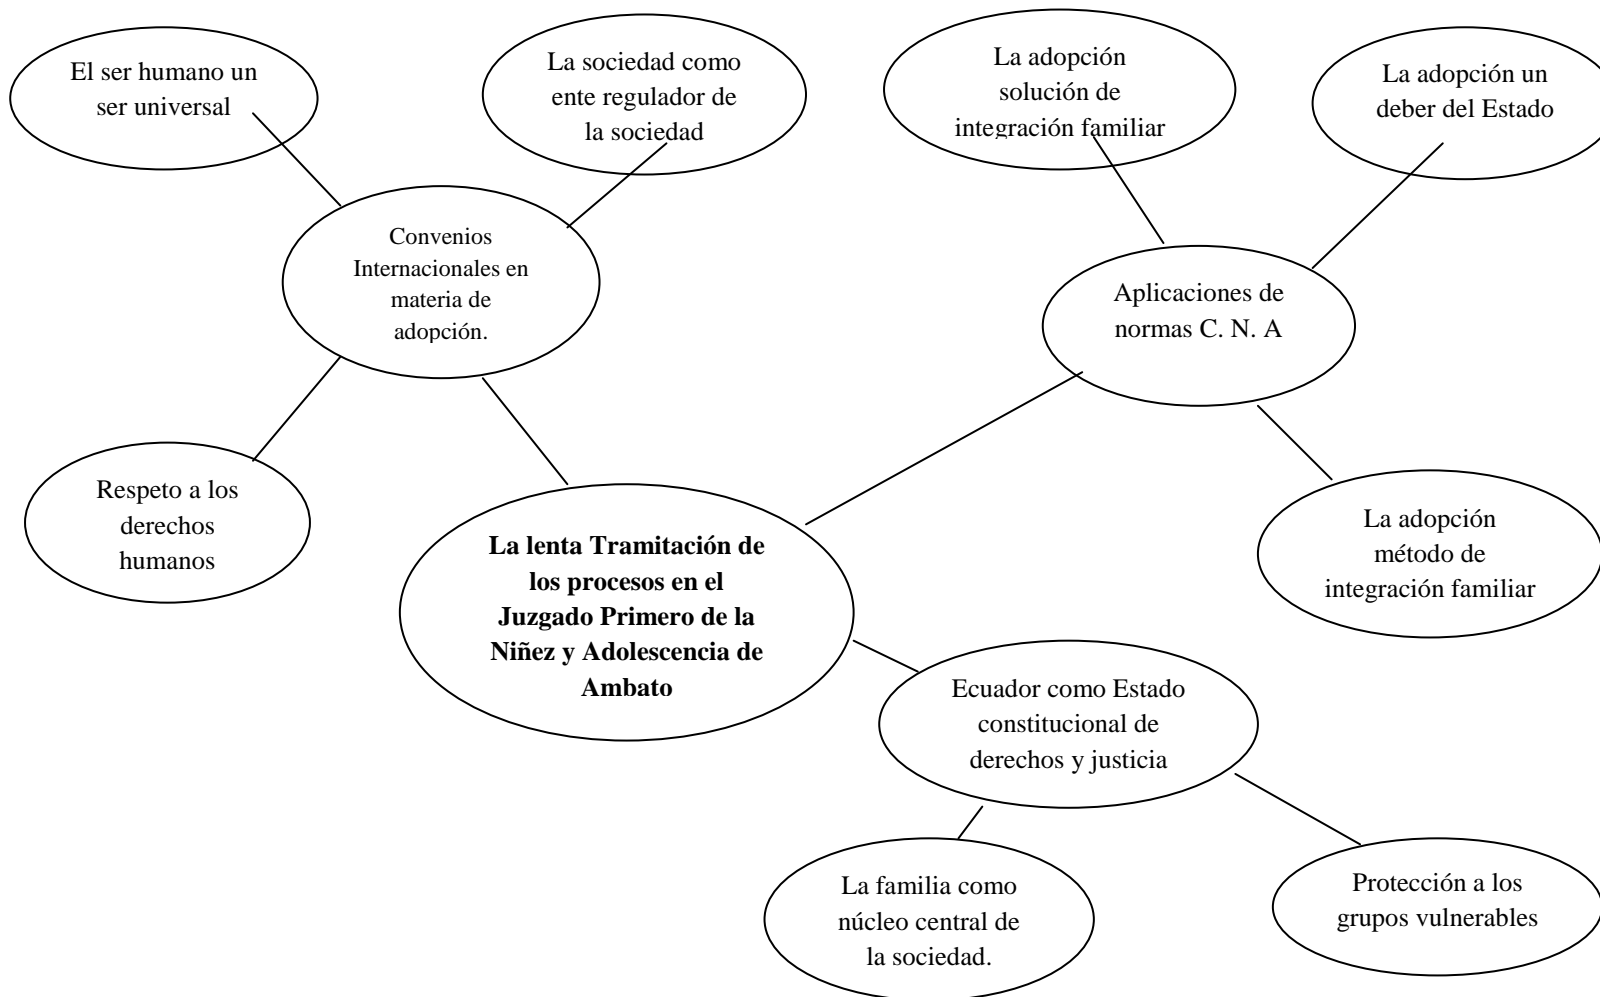 El ser humano un
ser universal
La sociedad como
ente regulador de
la sociedad
La adopción
solución de
integración familiar
La adopción un
deber del Estado
Convenios
Internacionales en
materia de
adopción.
Aplicaciones de
normas C. N. A
Respeto a los
derechos
humanos
La lenta Tramitación de
los procesos en el
Juzgado Primero de la
Niñez y Adolescencia de
Ambato
La adopción
método de
integración familiar
Ecuador como Estado
constitucional de
derechos y justicia
La familia como
núcleo central de
la sociedad.
Protección a los
grupos vulnerables